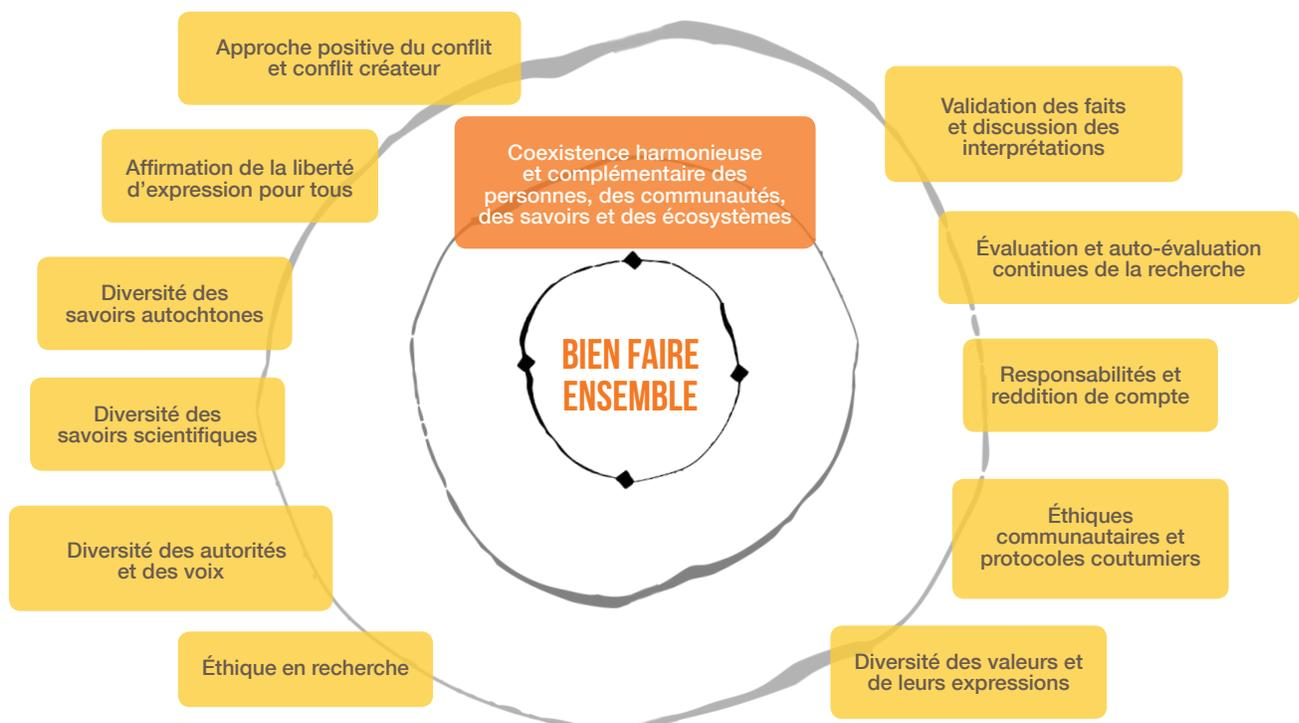 Approche positive du conflit
et conflit créateur
Affirmation de la liberté
d’expression pour tous
Diversité des
savoirs autochtones
Diversité des
savoirs scientifiques
Diversité des autorités
et des voix
Éthique en recherche
Coexistence harmonieuse
et complémentaire des
personnes, des communautés,
des savoirs et des écosystèmes
BIEN FAIRE
ENSEMBLE
Validation des faits
et discussion des
interprétations
Évaluation et auto-évaluation
continues de la recherche
Responsabilités et
reddition de compte
Éthiques
communautaires et
protocoles coutumiers
Diversité des valeurs et
de leurs expressions